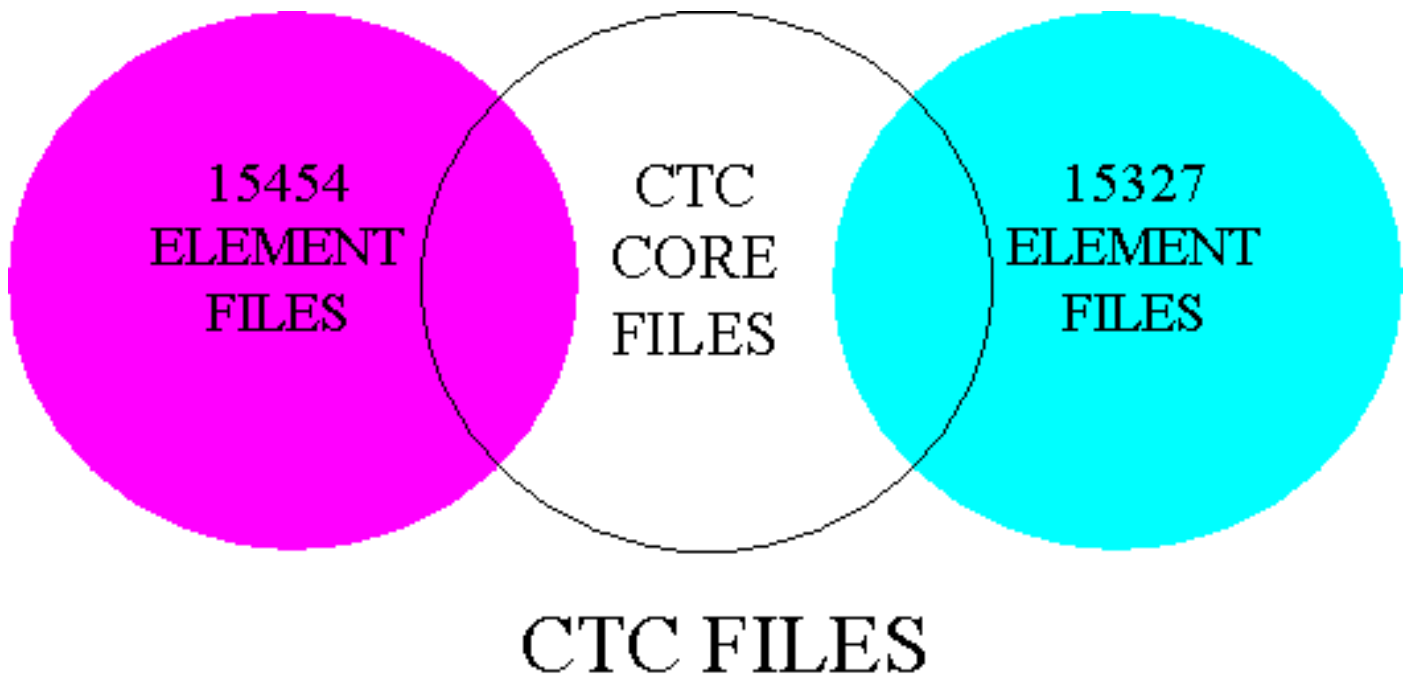 15454
ELEMENT
FILES
CTC
CORE
FILES
15327
ELEMENT
FILES
CTC FILES